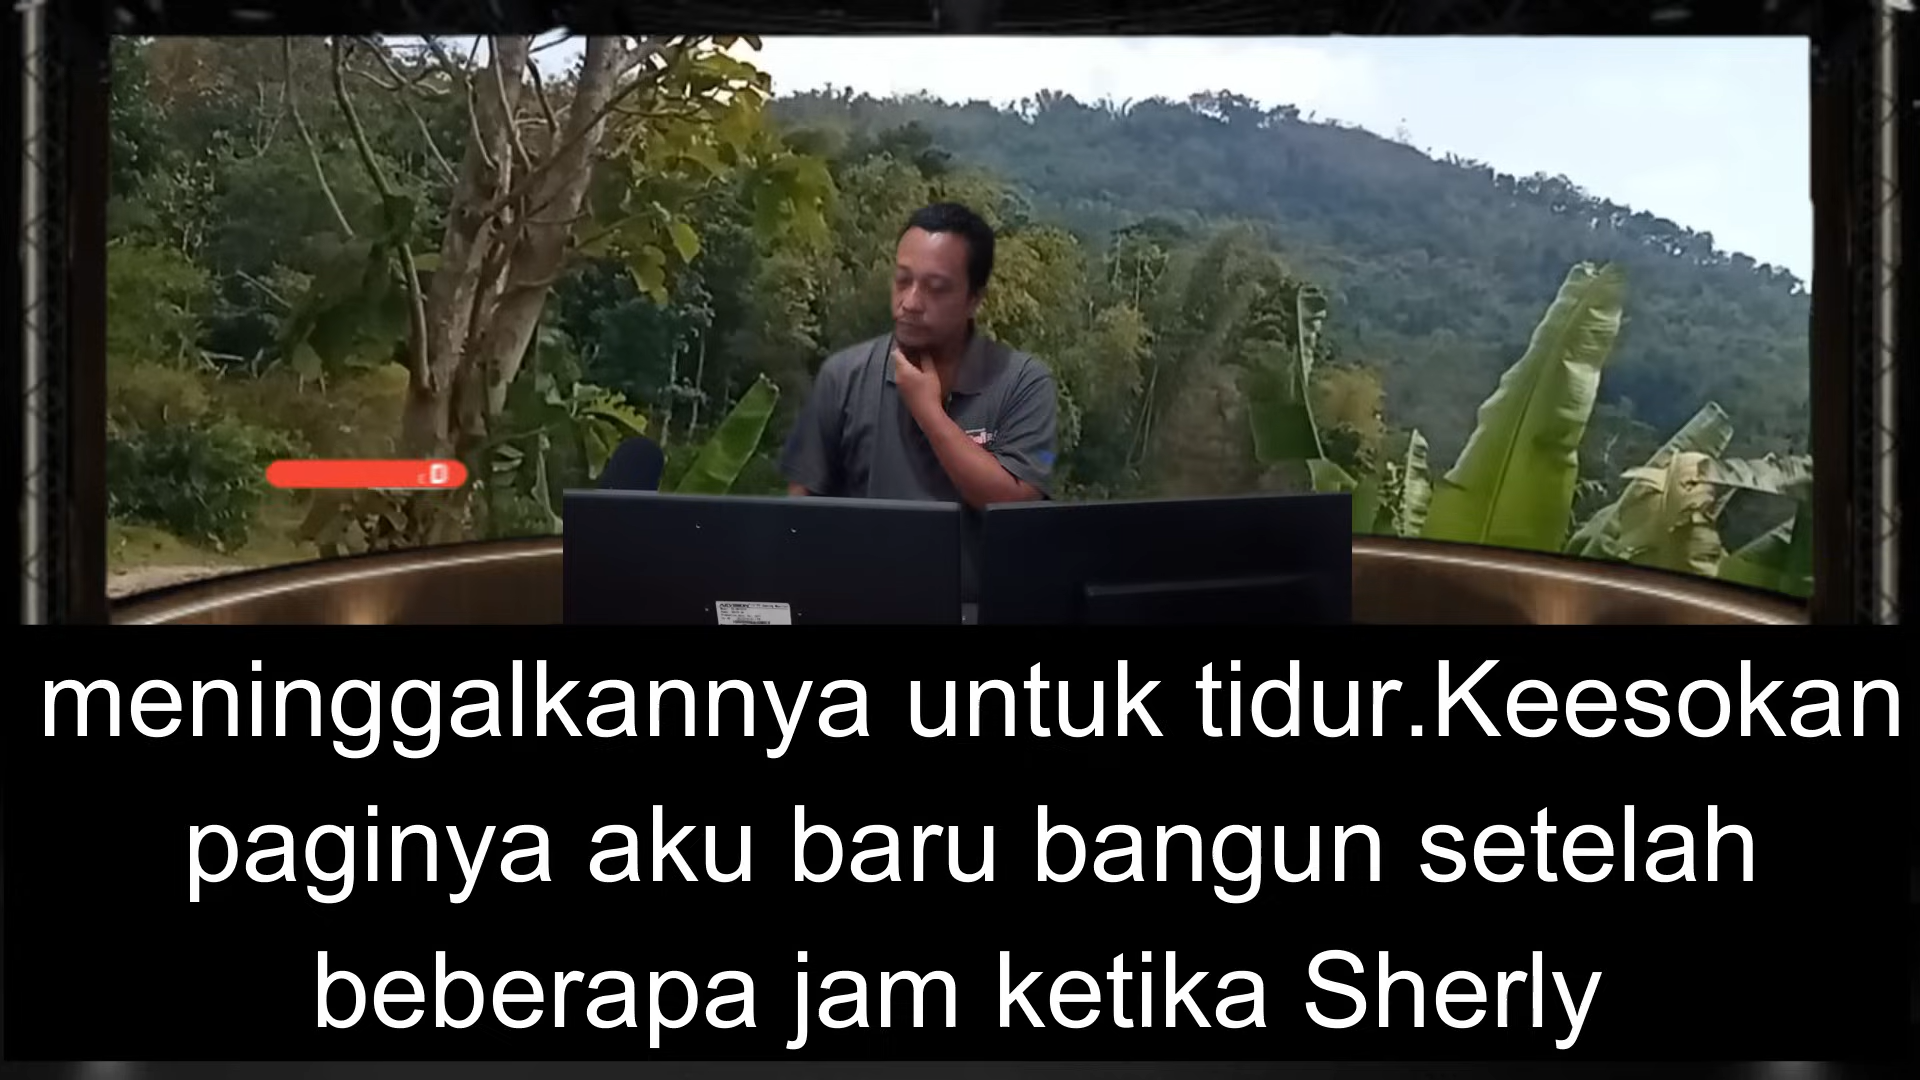 meninggalkannya untuk tidur.Keesokan
paginya aku baru bangun setelah
beberapa jam ketika Sherly